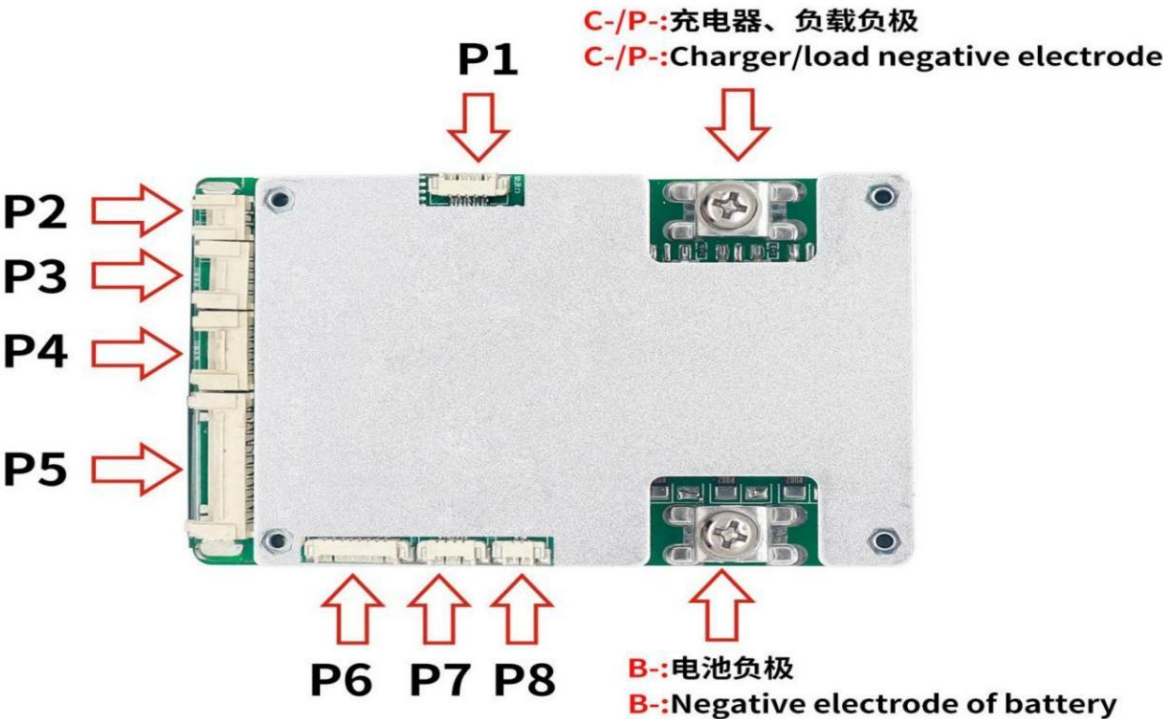 C-/P-:充电器、负载负极
C-/P-:Charger/load negative electrode
P1
P2
P3
P4
P5
P6
P7
P8
B-:电池负极
B-:Negative electrode of battery